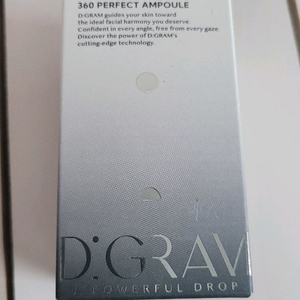 360 PERFECT AMPOULE
D:GRAM guides your skin toward
the ideal facial harmony you deserve.
Confident in every angle, free from every gaze.
Discover the power of D:GRAM's
cutting-edge technology.
D:GRAV
POWERFUL DROP